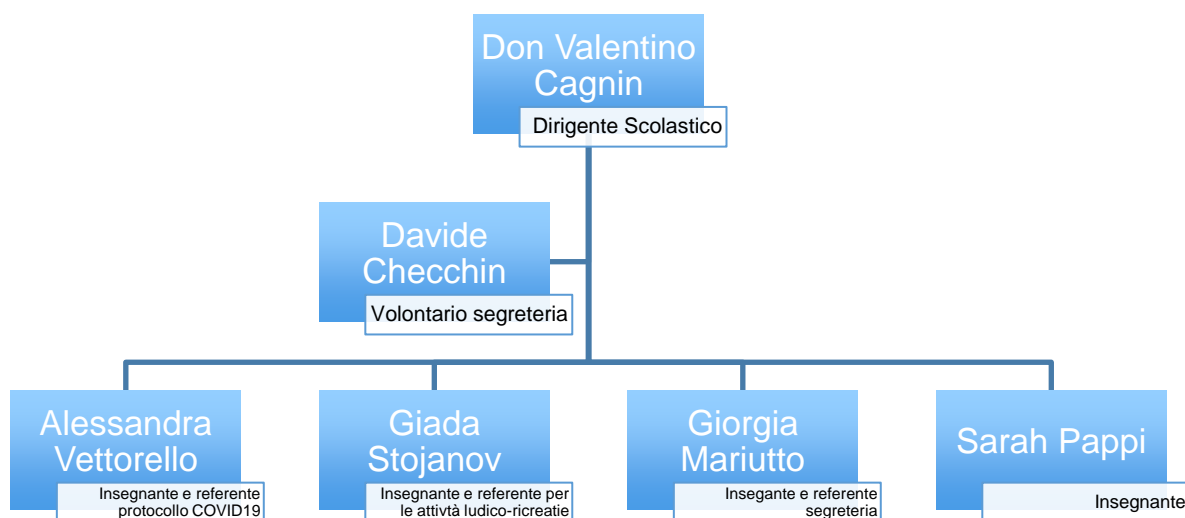 Don Valentino
Cagnin
Dirigente Scolastico
Davide
Checchin
Volontario segreteria
Alessandra
Vettorello
Insegnante e referente
protocollo COVID19
Giada
Stojanov
Insegnante e referente per
le attivtà ludico-ricreatie
Giorgia
Mariutto
Insegante e referente
segreteria
Sarah Pappi
Insegnante